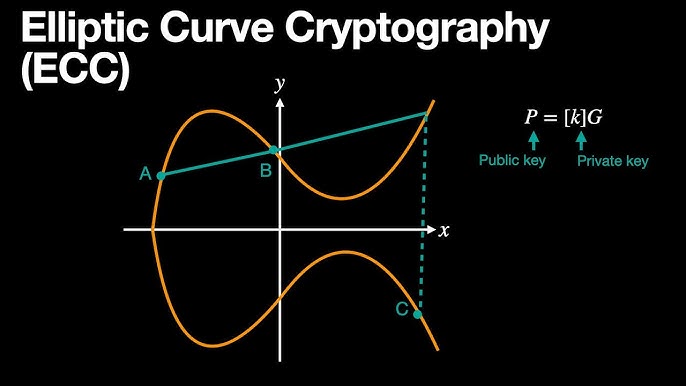 Elliptic Curve Cryptography
(ECC)
y
P = [k]G
Public key
Private key
A
B
x
C